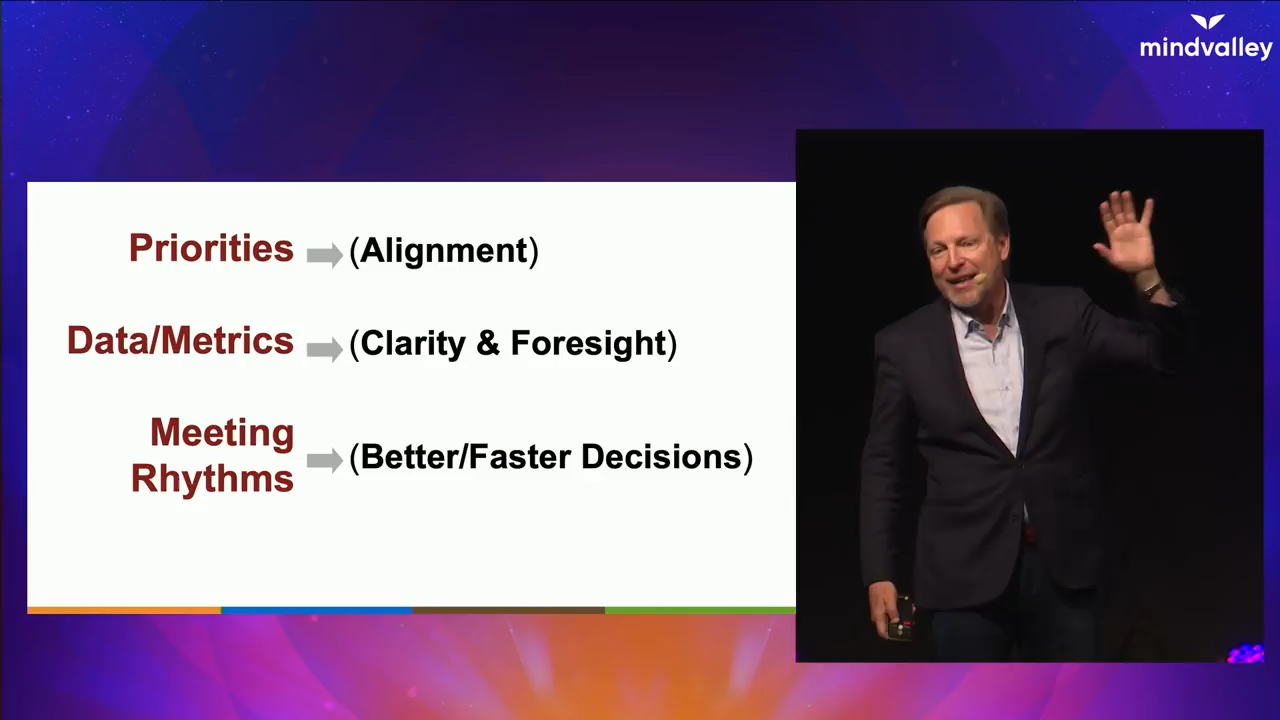 mindvalley
Priorities (Alignment)
Data/Metrics (Clarity & Foresight)
Meeting
Rhythms (Better/Faster Decisions)